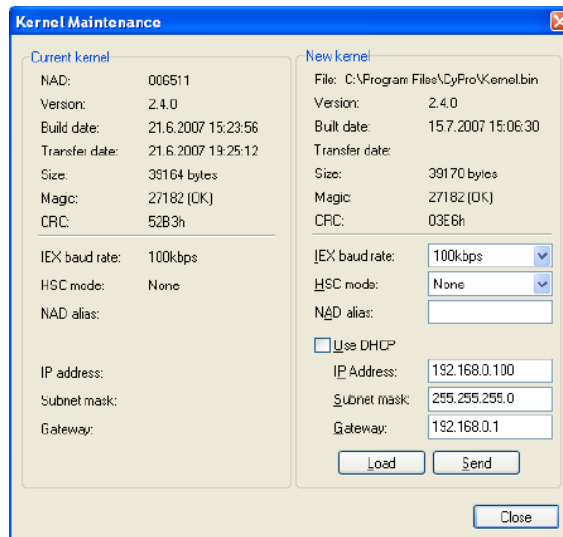 Kernel Maintenance
Current kernel
NAD: 006511
Version: 2.4.0
Build date: 21.6.2007 15:23:56
Transfer date: 21.6.2007 19:25:12
Size: 39164 bytes
Magic: 27182 (OK)
CRC: 52B3h
IEX baud rate: 100kbps
HSC mode: None
NAD alias:
IP address:
Subnet mask:
Gateway:
New kernel
File: C:\Program Files\CyPro\Kernel.bin
Version: 2.4.0
Built date: 15.7.2007 15:06:30
Transfer date:
Size: 39170 bytes
Magic: 27182 (OK)
CRC: 03E6h
IEX baud rate: 100kbps
HSC mode: None
NAD alias:
Use DHCP
IP Address: 192.168.0.100
Subnet mask: 255.255.255.0
Gateway: 192.168.0.1
Load Send
Close